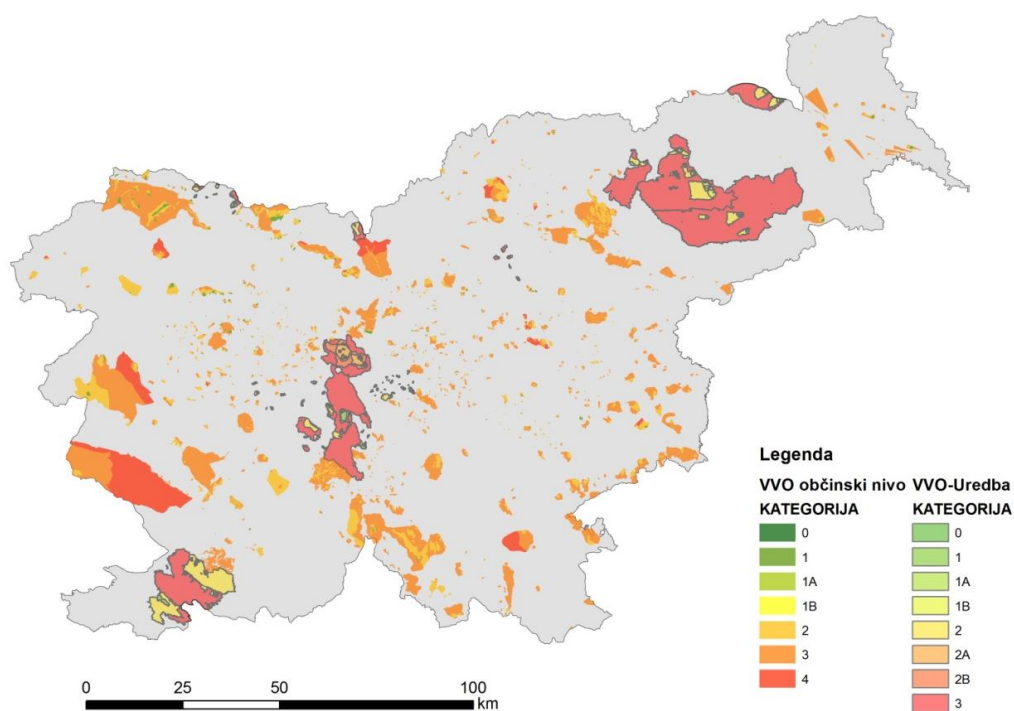 Legenda
VVO občinski nivo VVO-Uredba
KATEGORIJA KATEGORIJA
0 0
1 1
1A 1A
1B 1B
2 2
3 2A
4 2B
3
0 25 50 100
km